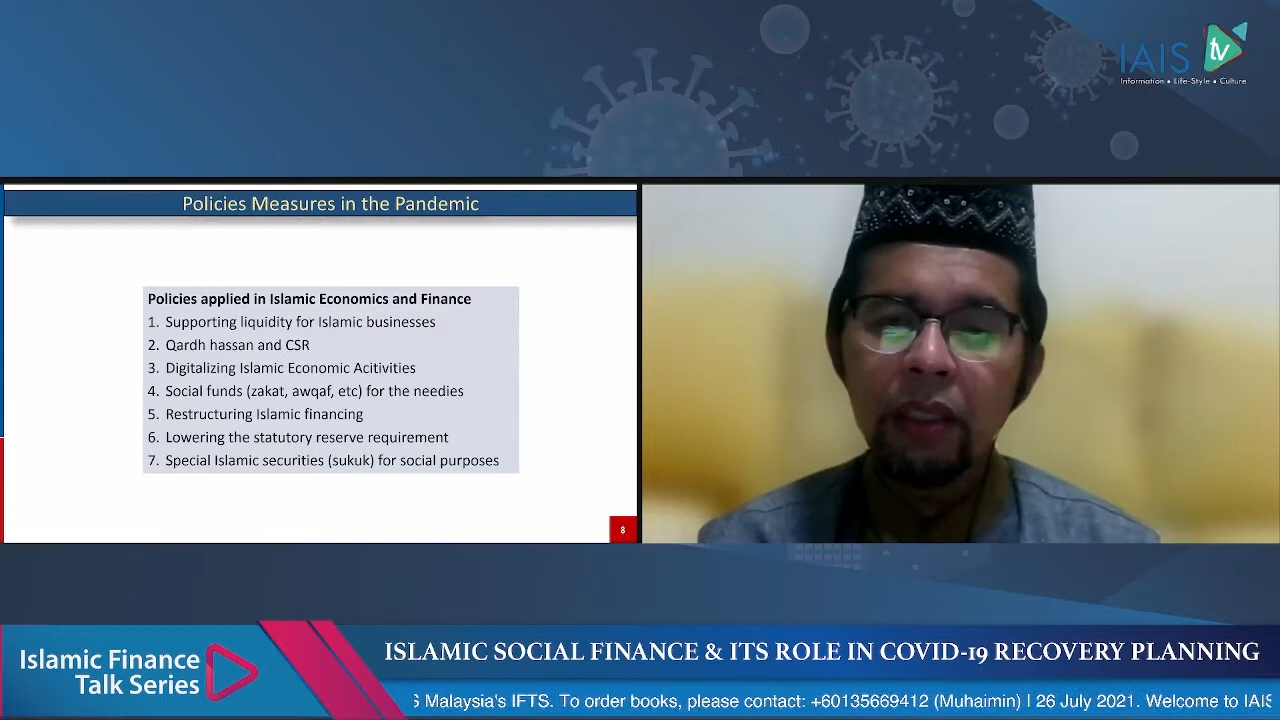 IAIS tv
Information • Life-Style • Culture
Policies Measures in the Pandemic
Policies applied in Islamic Economics and Finance
1. Supporting liquidity for Islamic businesses
2. Qardh hassan and CSR
3. Digitalizing Islamic Economic Acitivities
4. Social funds (zakat, awqaf, etc) for the needies
5. Restructuring Islamic financing
6. Lowering the statutory reserve requirement
7. Special Islamic securities (sukuk) for social purposes
8
Islamic Finance
Talk Series
ISLAMIC SOCIAL FINANCE & ITS ROLE IN COVID-19 RECOVERY PLANNING
S Malaysia's IFTS. To order books, please contact: +60135669412 (Muhaimin) | 26 July 2021. Welcome to IAIS